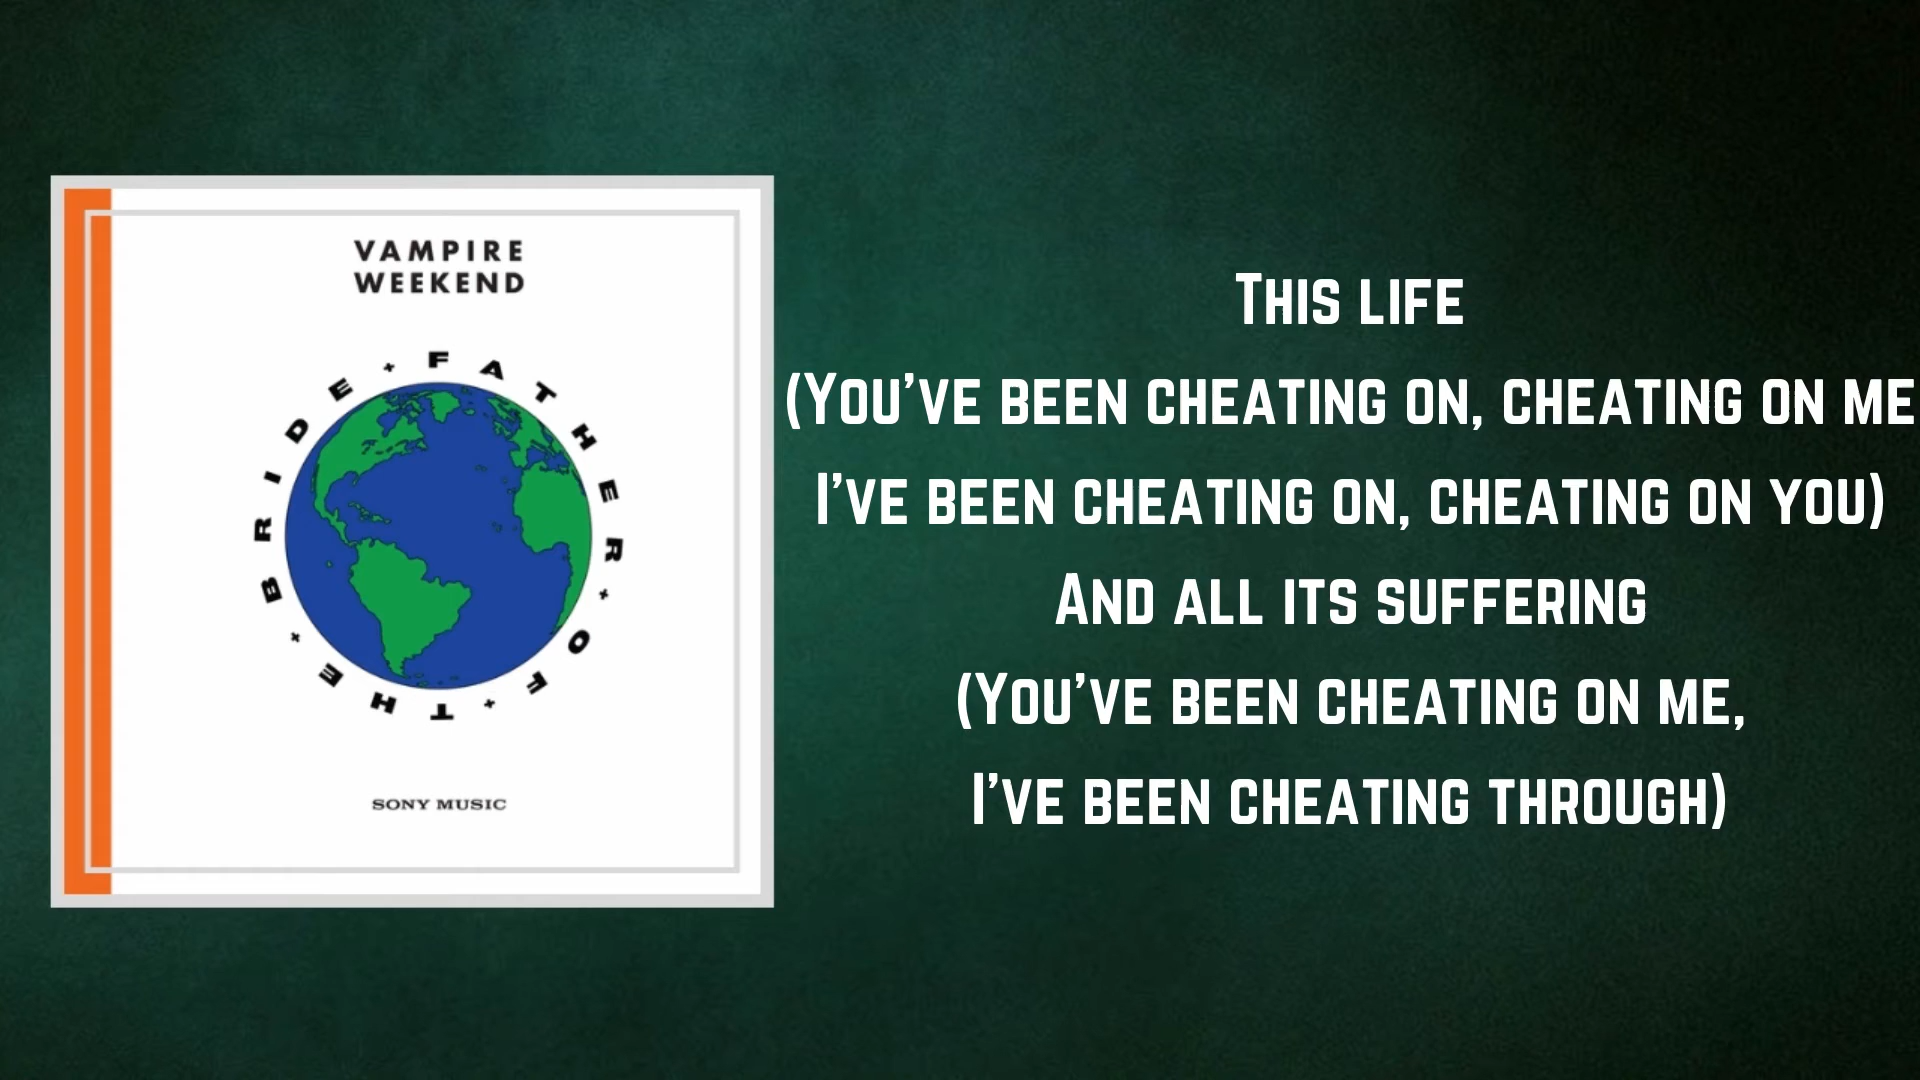 VAMPIRE
WEEKEND
FATHER + OF + THE + BRIDE +
SONY MUSIC
This life
(You've been cheating on, cheating on me
I've been cheating on, cheating on you)
And all its suffering
(You've been cheating on me,
I've been cheating through)